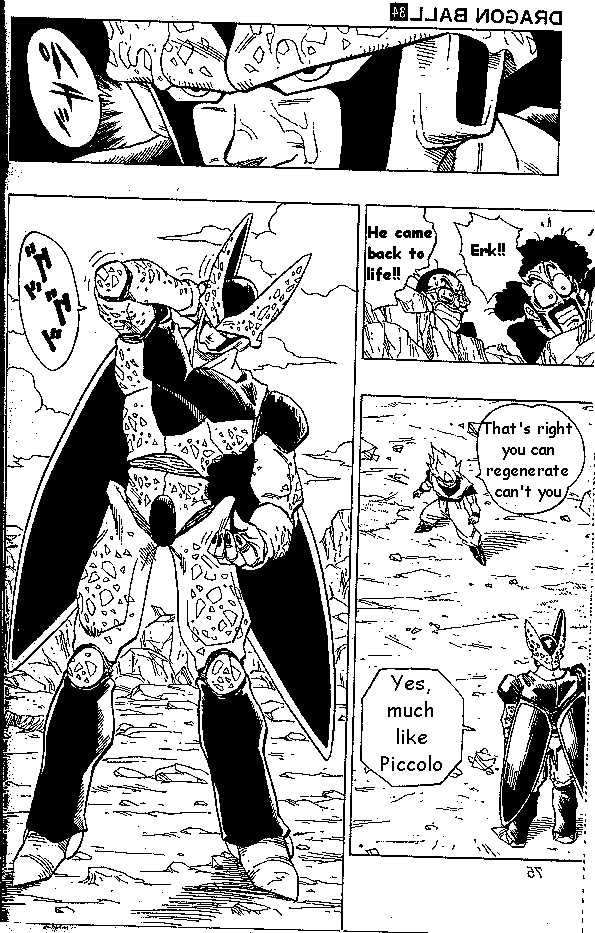 DRAGON BALL 34
He came
back to
life!!
Erk!!
That's right
you can
regenerate
can't you
Yes,
much
like
Piccolo
75